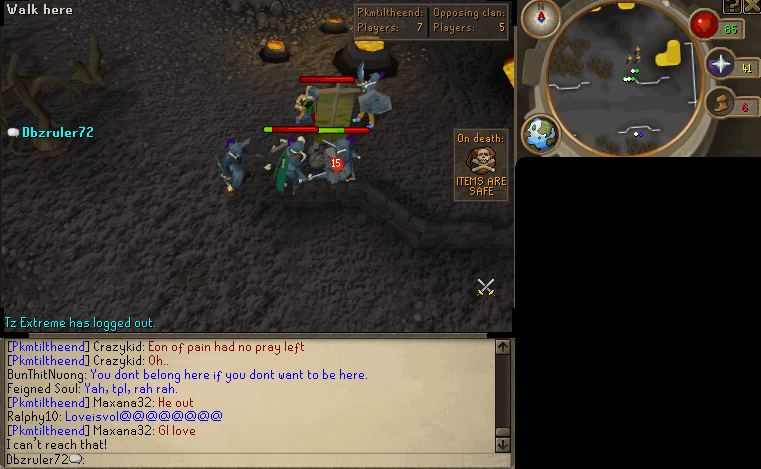 Walk here
Pkmtiltheend: Opposing clan:
Players: 7 Players: 5
85
41
6
Dbzruler72
On death:
ITEMS ARE
SAFE
15
Tz Extreme has logged out.
[Pkmtiltheend] Crazykid: Eon of pain had no pray left
[Pkmtiltheend] Crazykid: Oh..
BunThitNuong: You dont belong here if you dont want to be here.
Feigned Soul: Yah, tpl, rah rah.
[Pkmtiltheend] Maxana32: He out
Ralphy10: Loveisvol@@@@@@@@
[Pkmtiltheend] Maxana32: Gl love
I can't reach that!
Dbzruler72: